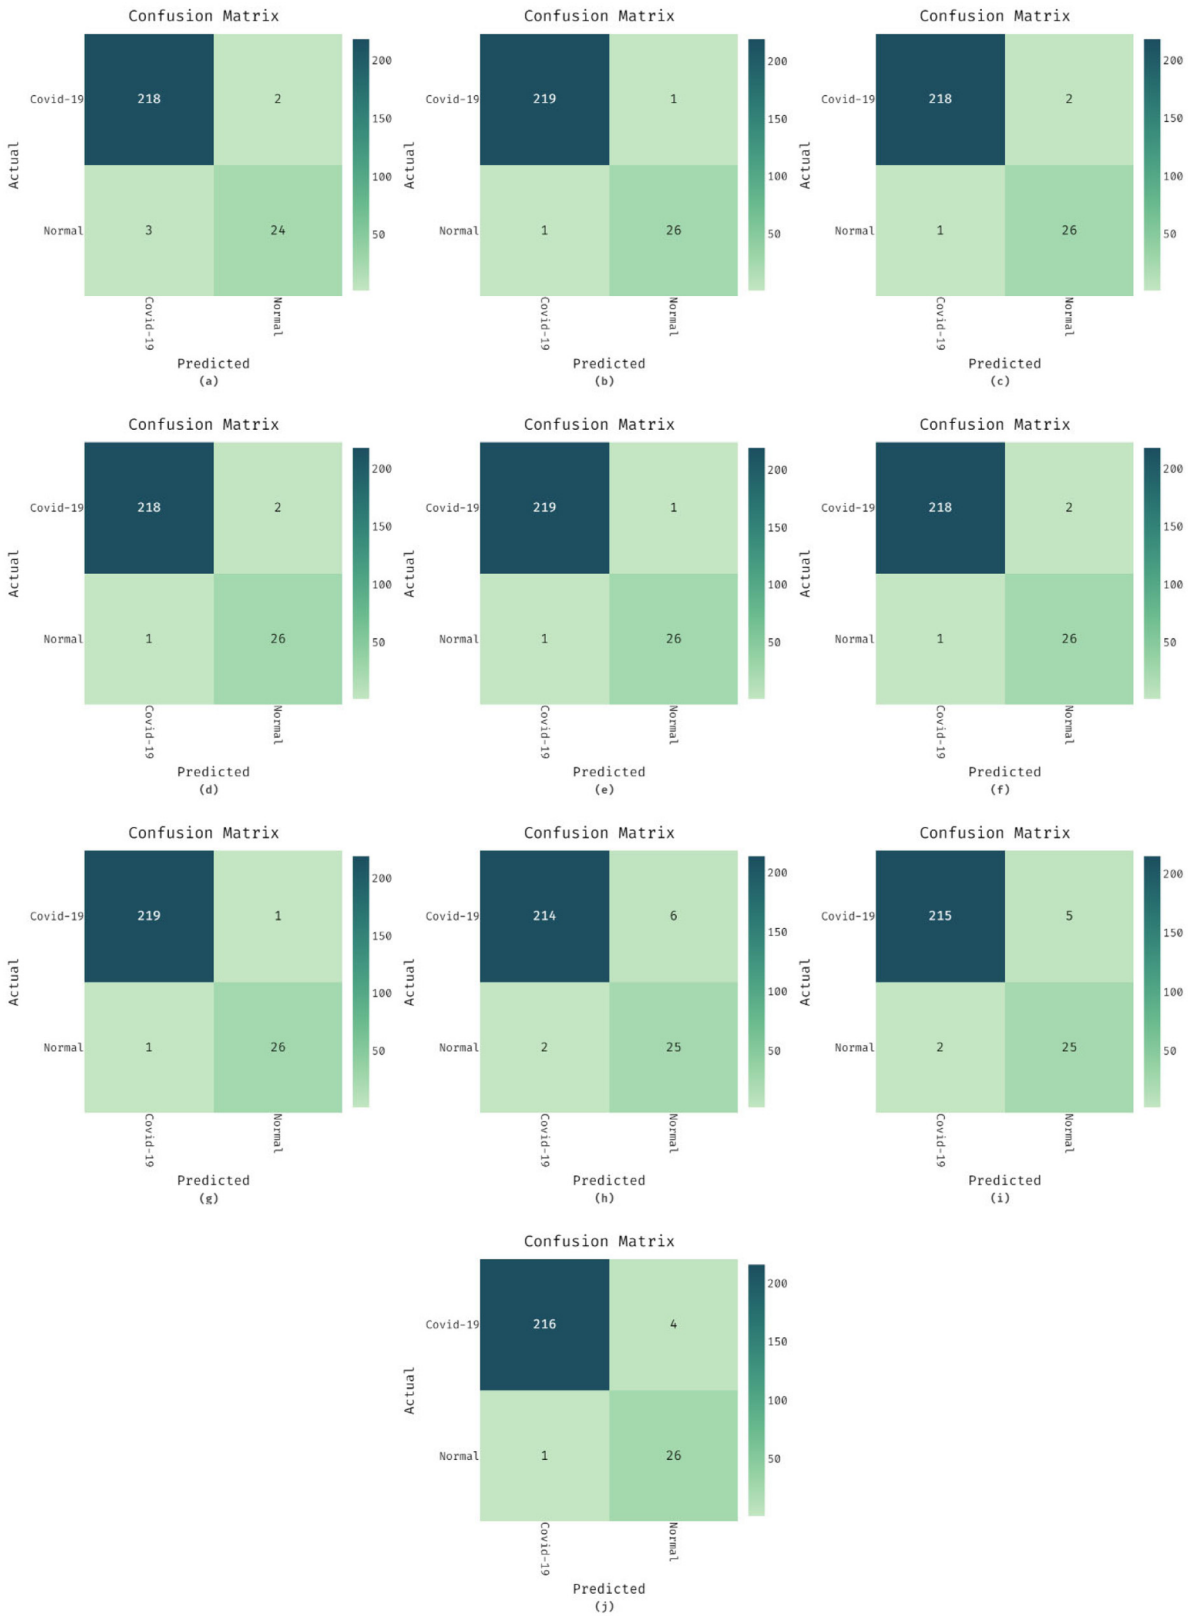 Confusion Matrix
Confusion Matrix
Confusion Matrix
Actual
Covid-19
218
2
Normal
3
24
200
150
100
50
Covid-19
Normal
Predicted
(a)
Actual
Covid-19
219
1
Normal
1
26
200
150
100
50
Covid-19
Normal
Predicted
(b)
Actual
Covid-19
218
2
Normal
1
26
200
150
100
50
Covid-19
Normal
Predicted
(c)
Confusion Matrix
Confusion Matrix
Confusion Matrix
Actual
Covid-19
218
2
Normal
1
26
200
150
100
50
Covid-19
Normal
Predicted
(d)
Actual
Covid-19
219
1
Normal
1
26
200
150
100
50
Covid-19
Normal
Predicted
(e)
Actual
Covid-19
218
2
Normal
1
26
200
150
100
50
Covid-19
Normal
Predicted
(f)
Confusion Matrix
Confusion Matrix
Confusion Matrix
Actual
Covid-19
219
1
Normal
1
26
200
150
100
50
Covid-19
Normal
Predicted
(g)
Actual
Covid-19
214
6
Normal
2
25
200
150
100
50
Covid-19
Normal
Predicted
(h)
Actual
Covid-19
215
5
Normal
2
25
200
150
100
50
Covid-19
Normal
Predicted
(i)
Confusion Matrix
Actual
Covid-19
216
4
Normal
1
26
200
150
100
50
Covid-19
Normal
Predicted
(j)